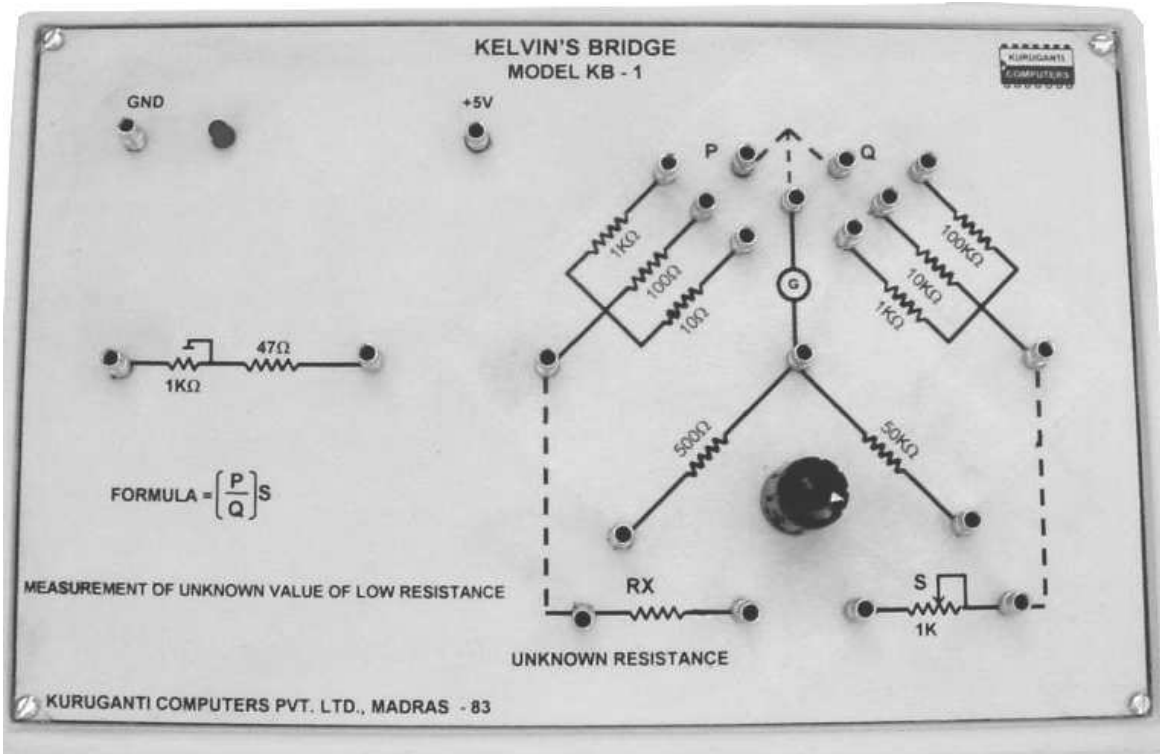 KELVIN'S BRIDGE
MODEL KB - 1
KURUGANTI
COMPUTERS
GND
+5V
P
Q
1KΩ
100Ω
10Ω
100KΩ
10KΩ
1KΩ
G
1KΩ
47Ω
500Ω
50KΩ
FORMULA = [P/Q]S
MEASUREMENT OF UNKNOWN VALUE OF LOW RESISTANCE
RX
S
1K
UNKNOWN RESISTANCE
KURUGANTI COMPUTERS PVT. LTD., MADRAS - 83